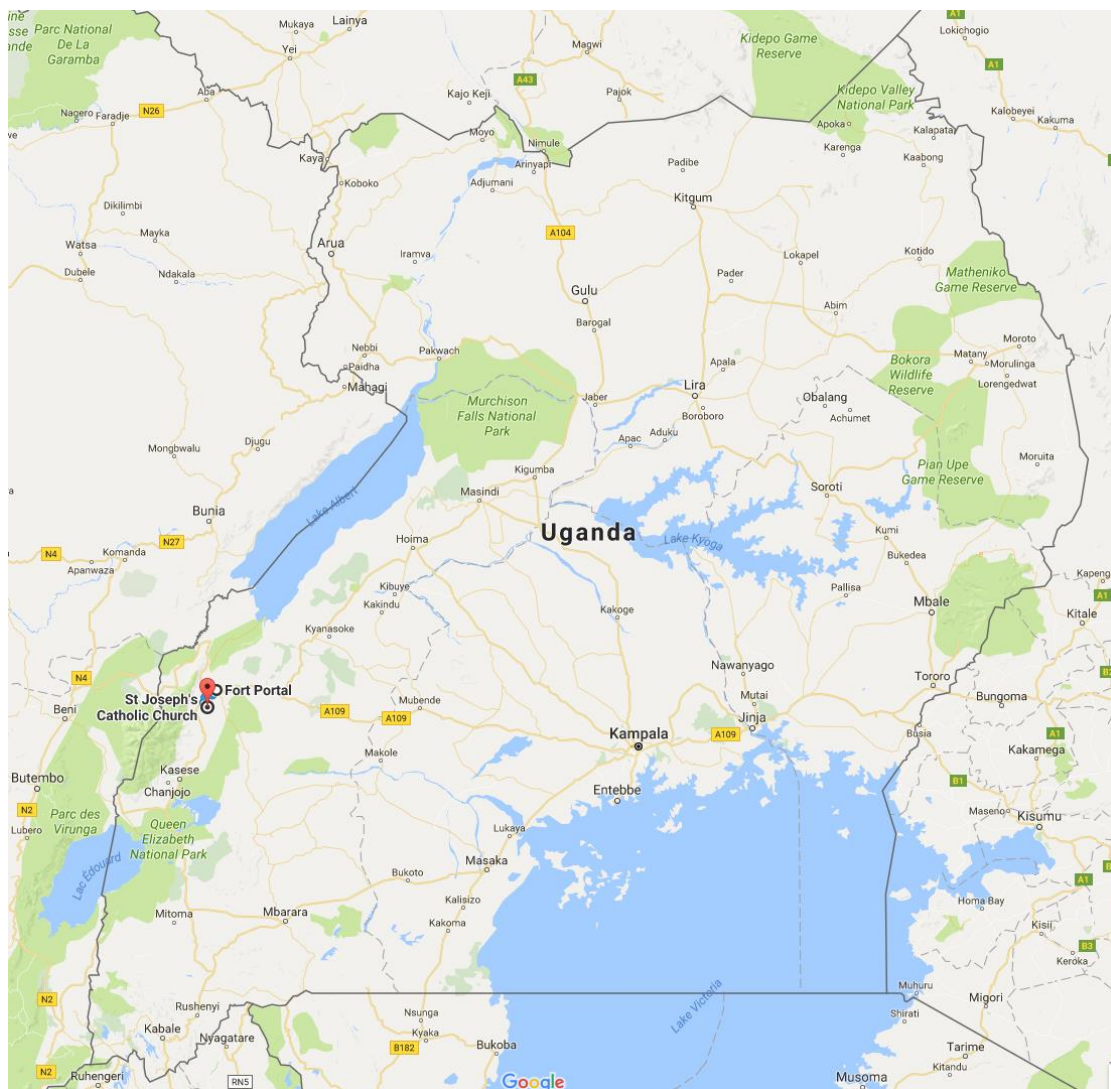 Parc National
De La
Garamba
Mukaya
Lainya
Yei
Magwi
Kidepo Game
Reserve
A1
Lokichogio
A1
Aba
A43
Kajo Keji
Pajok
Kidepo Valley
National Park
Nagero
Faradje
N26
Kalobeyei
Kakuma
Moyo
Nimule
Apoka
Kalapata
Kaya
Arinyapi
Padibe
Karenga
Kaabong
Koboko
Adjumani
Kitgum
Dikilimbi
Mayka
Watsa
Arua
A104
Iramva
Lokapel
Kotido
Dubele
Ndakala
Pader
Matheniko
Game Reserve
Gulu
Abim
Barogal
Nebbi
Pakwach
Paidha
Apala
Bokora
Wildlife
Reserve
Matany
Moroto
Morulinga
Lorengedwat
Mahagi
Murchison
Falls National
Park
Jaber
Lira
Boroboro
Obalang
Achumet
Mongbwalu
Djugu
Apac
Aduku
Kigumba
Pian Upe
Game Reserve
Moruita
Masindi
Soroti
Bunia
Lake Albert
Uganda
Lake Kyoga
Kumi
N4
N27
Komanda
Hoima
Bukedea
Apanwaza
Kibuye
Kakindu
Pallisa
Kapeng
A1
Kakoge
Mbale
Kitale
Kyanasoke
Nawanyago
N4
Fort Portal
St Joseph's
Catholic Church
Tororo
Beni
A109
A109
Mubende
Mutai
Bungoma
Jinja
Kampala
A109
Busia
A1
Makole
Kakamega
Butembo
Kasese
Chanjojo
B1
Entebbe
N2
Parc des
Virunga
Queen
Elizabeth
National Park
Maseno
Kisumu
Lubero
Lukaya
Lac Édouard
Masaka
Bukoto
A1
Kalisizo
Homa Bay
Mitoma
Mbarara
Kakoma
Kisii
B3
Keroka
N2
Lake Victoria
Muhuru
Migori
Rushenyi
Nsunga
Shirati
Kabale
Nyagatare
Kyaka
B182
Bukoba
Tarime
Kitandu
N2
Ruhengeri
RN5
Google
Musoma